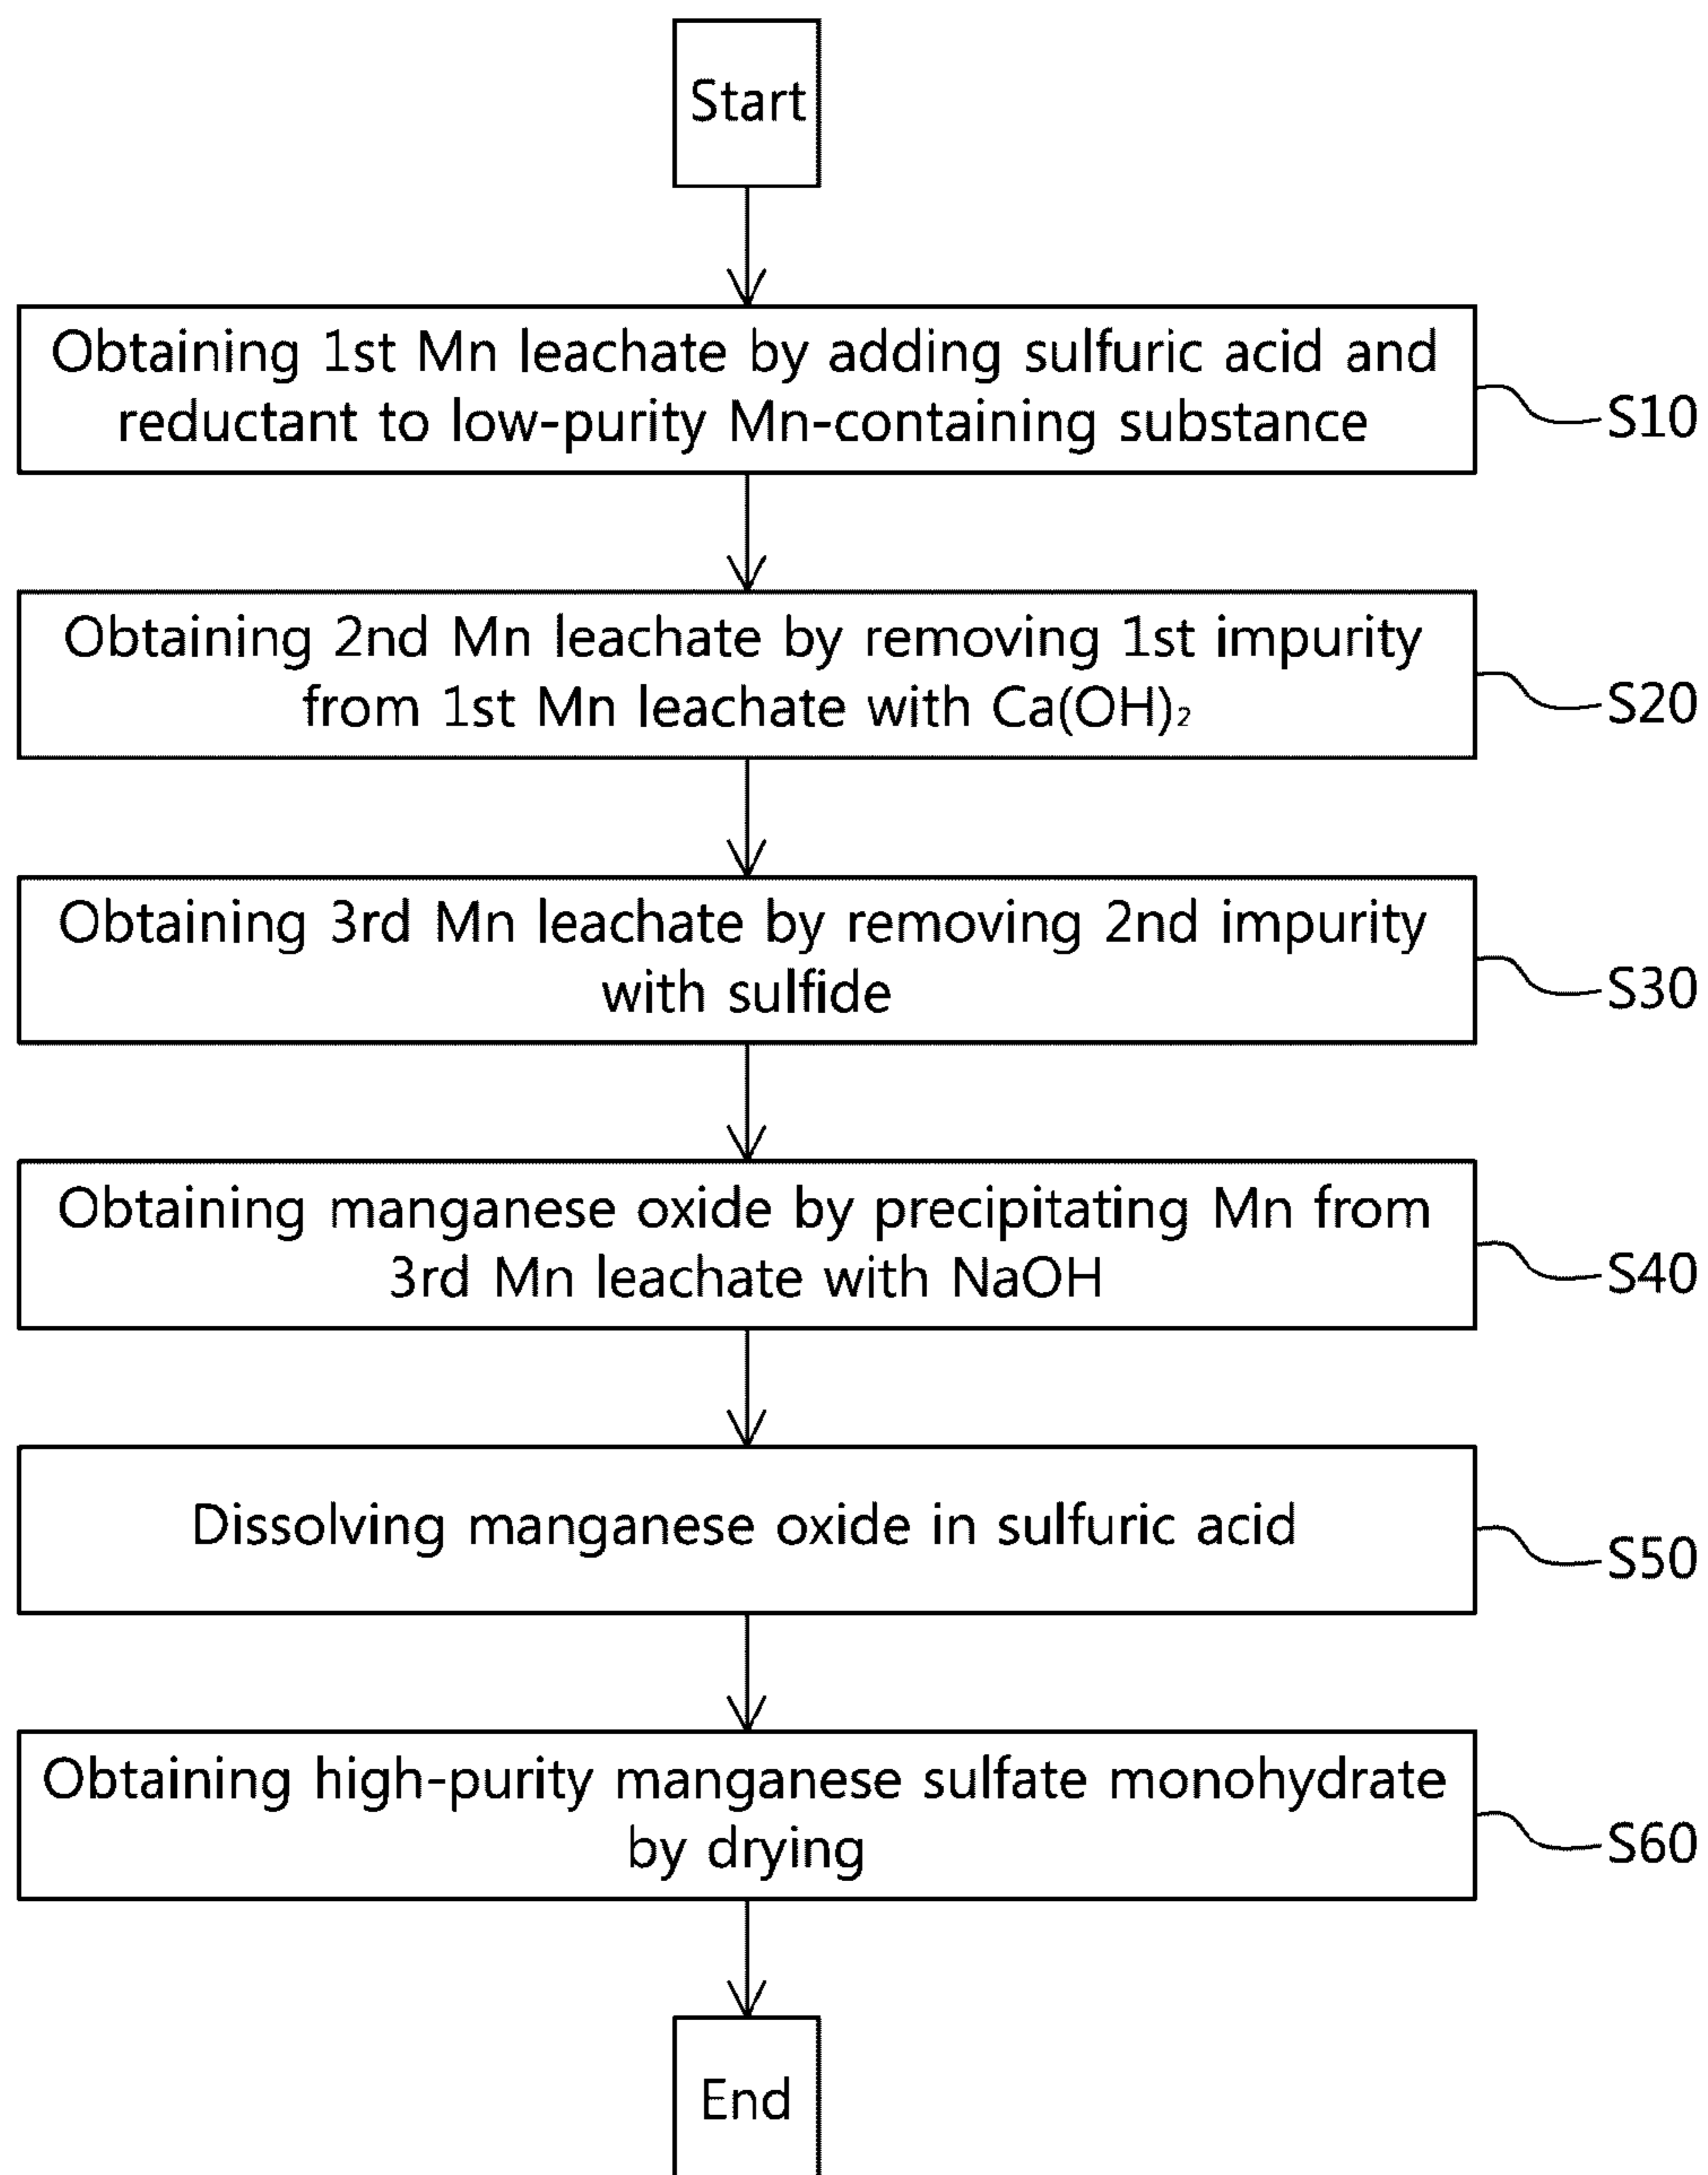 Start
Obtaining 1st Mn leachate by adding sulfuric acid and
reductant to low-purity Mn-containing substance
S10
Obtaining 2nd Mn leachate by removing 1st impurity
from 1st Mn leachate with Ca(OH)₂
S20
Obtaining 3rd Mn leachate by removing 2nd impurity
with sulfide
S30
Obtaining manganese oxide by precipitating Mn from
3rd Mn leachate with NaOH
S40
Dissolving manganese oxide in sulfuric acid
S50
Obtaining high-purity manganese sulfate monohydrate
by drying
S60
End